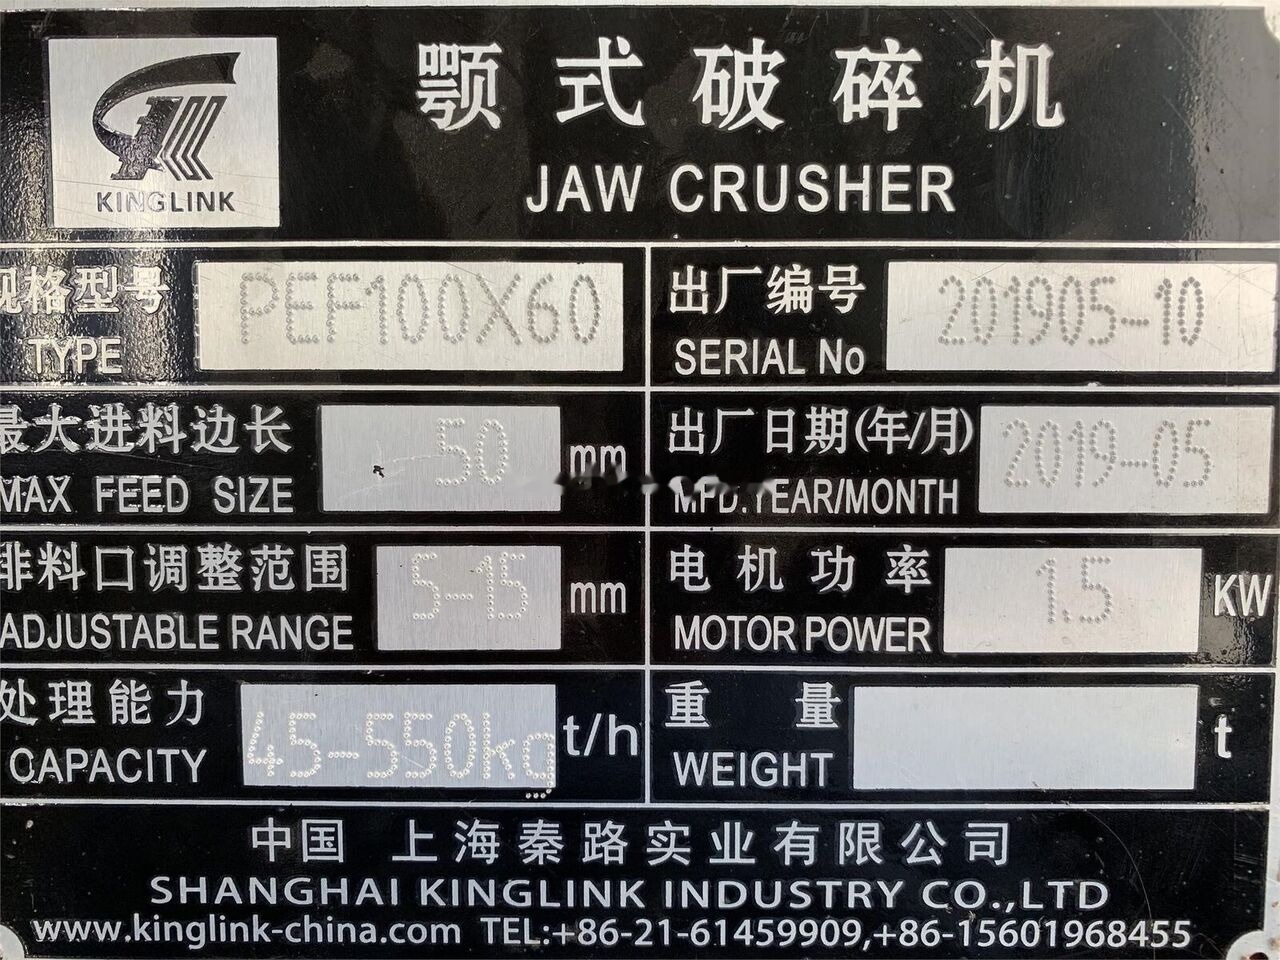 KINGLINK
颚式破碎机
JAW CRUSHER
规格型号 PEF100X60 出厂编号 201905-10
TYPE SERIAL No
最大进料边长 50 mm 出厂日期(年/月) 2019-05
MAX FEED SIZE MFD.YEAR/MONTH
排料口调整范围 5-15 mm 电机功率 1.5 KW
ADJUSTABLE RANGE MOTOR POWER
处理能力 45-550kg t/h 重量 t
CAPACITY WEIGHT
中国 上海秦路实业有限公司
SHANGHAI KINGLINK INDUSTRY CO.,LTD
www.kinglink-china.com TEL:+86-21-61459909,+86-15601968455